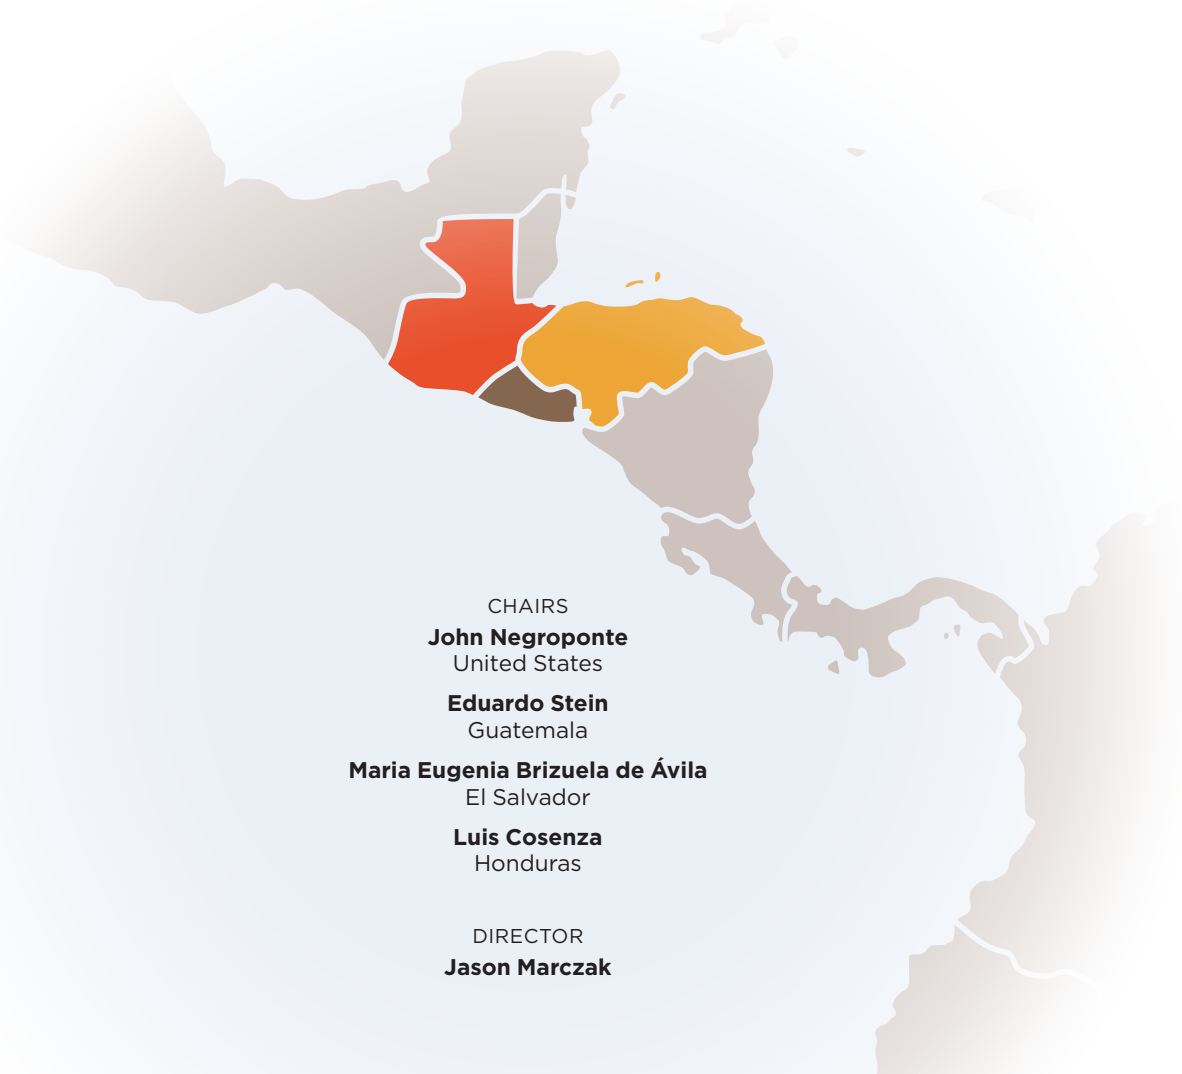 CHAIRS
John Negroponte
United States
Eduardo Stein
Guatemala
Maria Eugenia Brizuela de Ávila
El Salvador
Luis Cosenza
Honduras
DIRECTOR
Jason Marczak